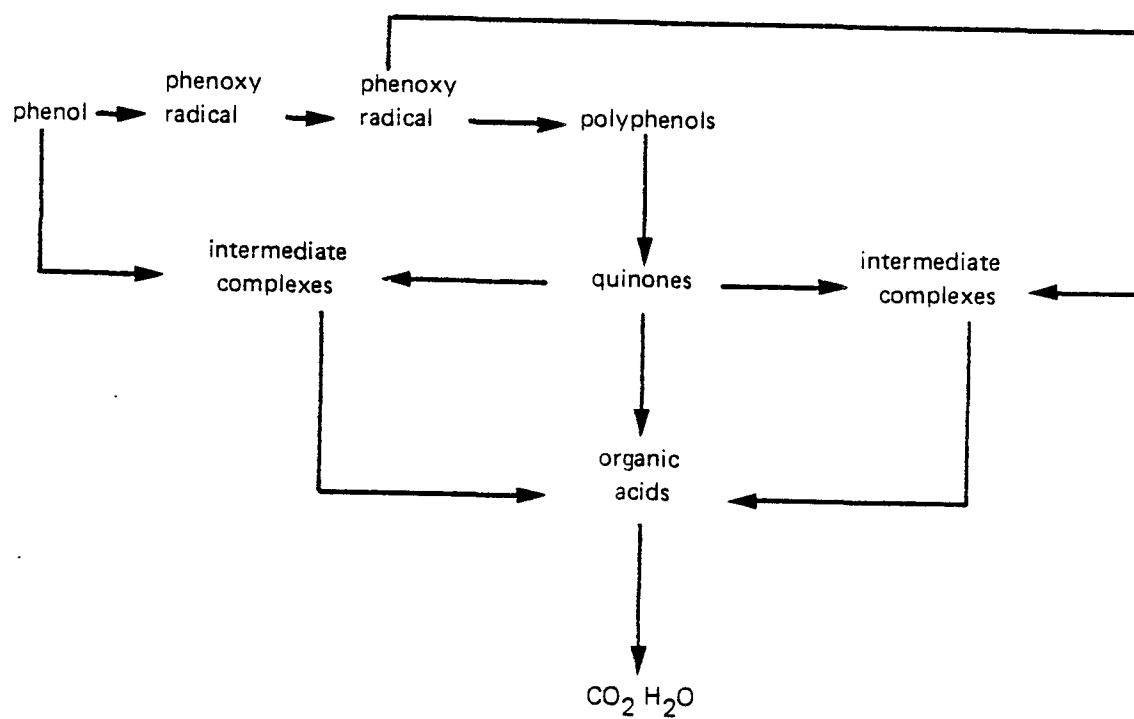 phenol
phenoxy
radical
phenoxy
radical
polyphenols
intermediate
complexes
quinones
intermediate
complexes
organic
acids
CO₂ H₂O